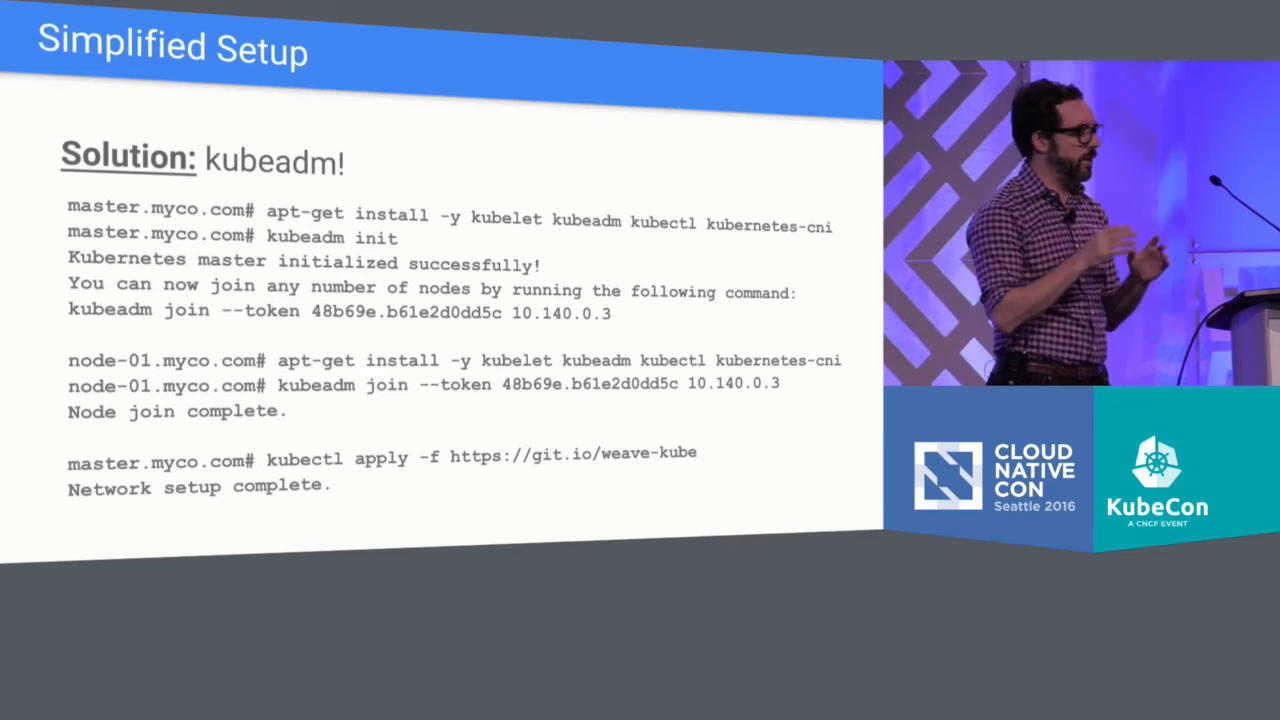 Simplified Setup
Solution: kubeadm!
master.myco.com# apt-get install -y kubelet kubeadm kubectl kubernetes-cni
master.myco.com# kubeadm init
Kubernetes master initialized successfully!
You can now join any number of nodes by running the following command:
kubeadm join --token 48b69e.b61e2d0dd5c 10.140.0.3
node-01.myco.com# apt-get install -y kubelet kubeadm kubectl kubernetes-cni
node-01.myco.com# kubeadm join --token 48b69e.b61e2d0dd5c 10.140.0.3
Node join complete.
master.myco.com# kubectl apply -f https://git.io/weave-kube
Network setup complete.
CLOUD
NATIVE
CON
Seattle 2016
KubeCon
A CNCF EVENT